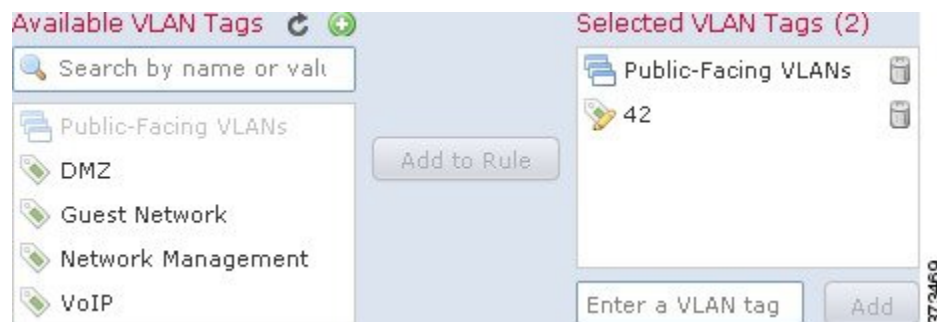 Available VLAN Tags
Search by name or valu
Public-Facing VLANs
DMZ
Guest Network
Network Management
VoIP
Add to Rule
Selected VLAN Tags (2)
Public-Facing VLANs
42
Enter a VLAN tag
Add
373469